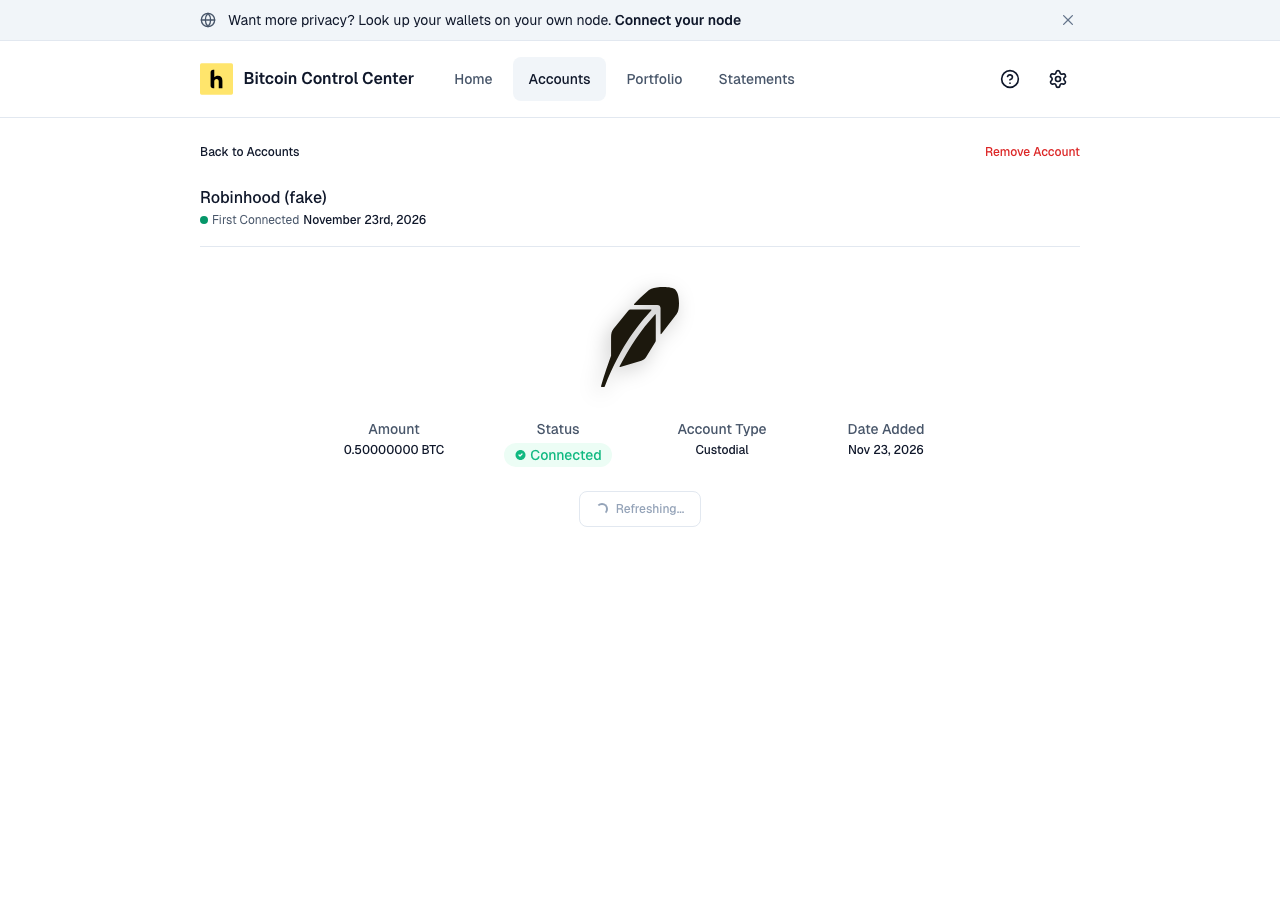 Want more privacy? Look up your wallets on your own node. Connect your node
h
Bitcoin Control Center
Home
Accounts
Portfolio
Statements
Back to Accounts
Remove Account
Robinhood (fake)
First Connected November 23rd, 2026
Amount
0.50000000 BTC
Status
Connected
Account Type
Custodial
Date Added
Nov 23, 2026
Refreshing...